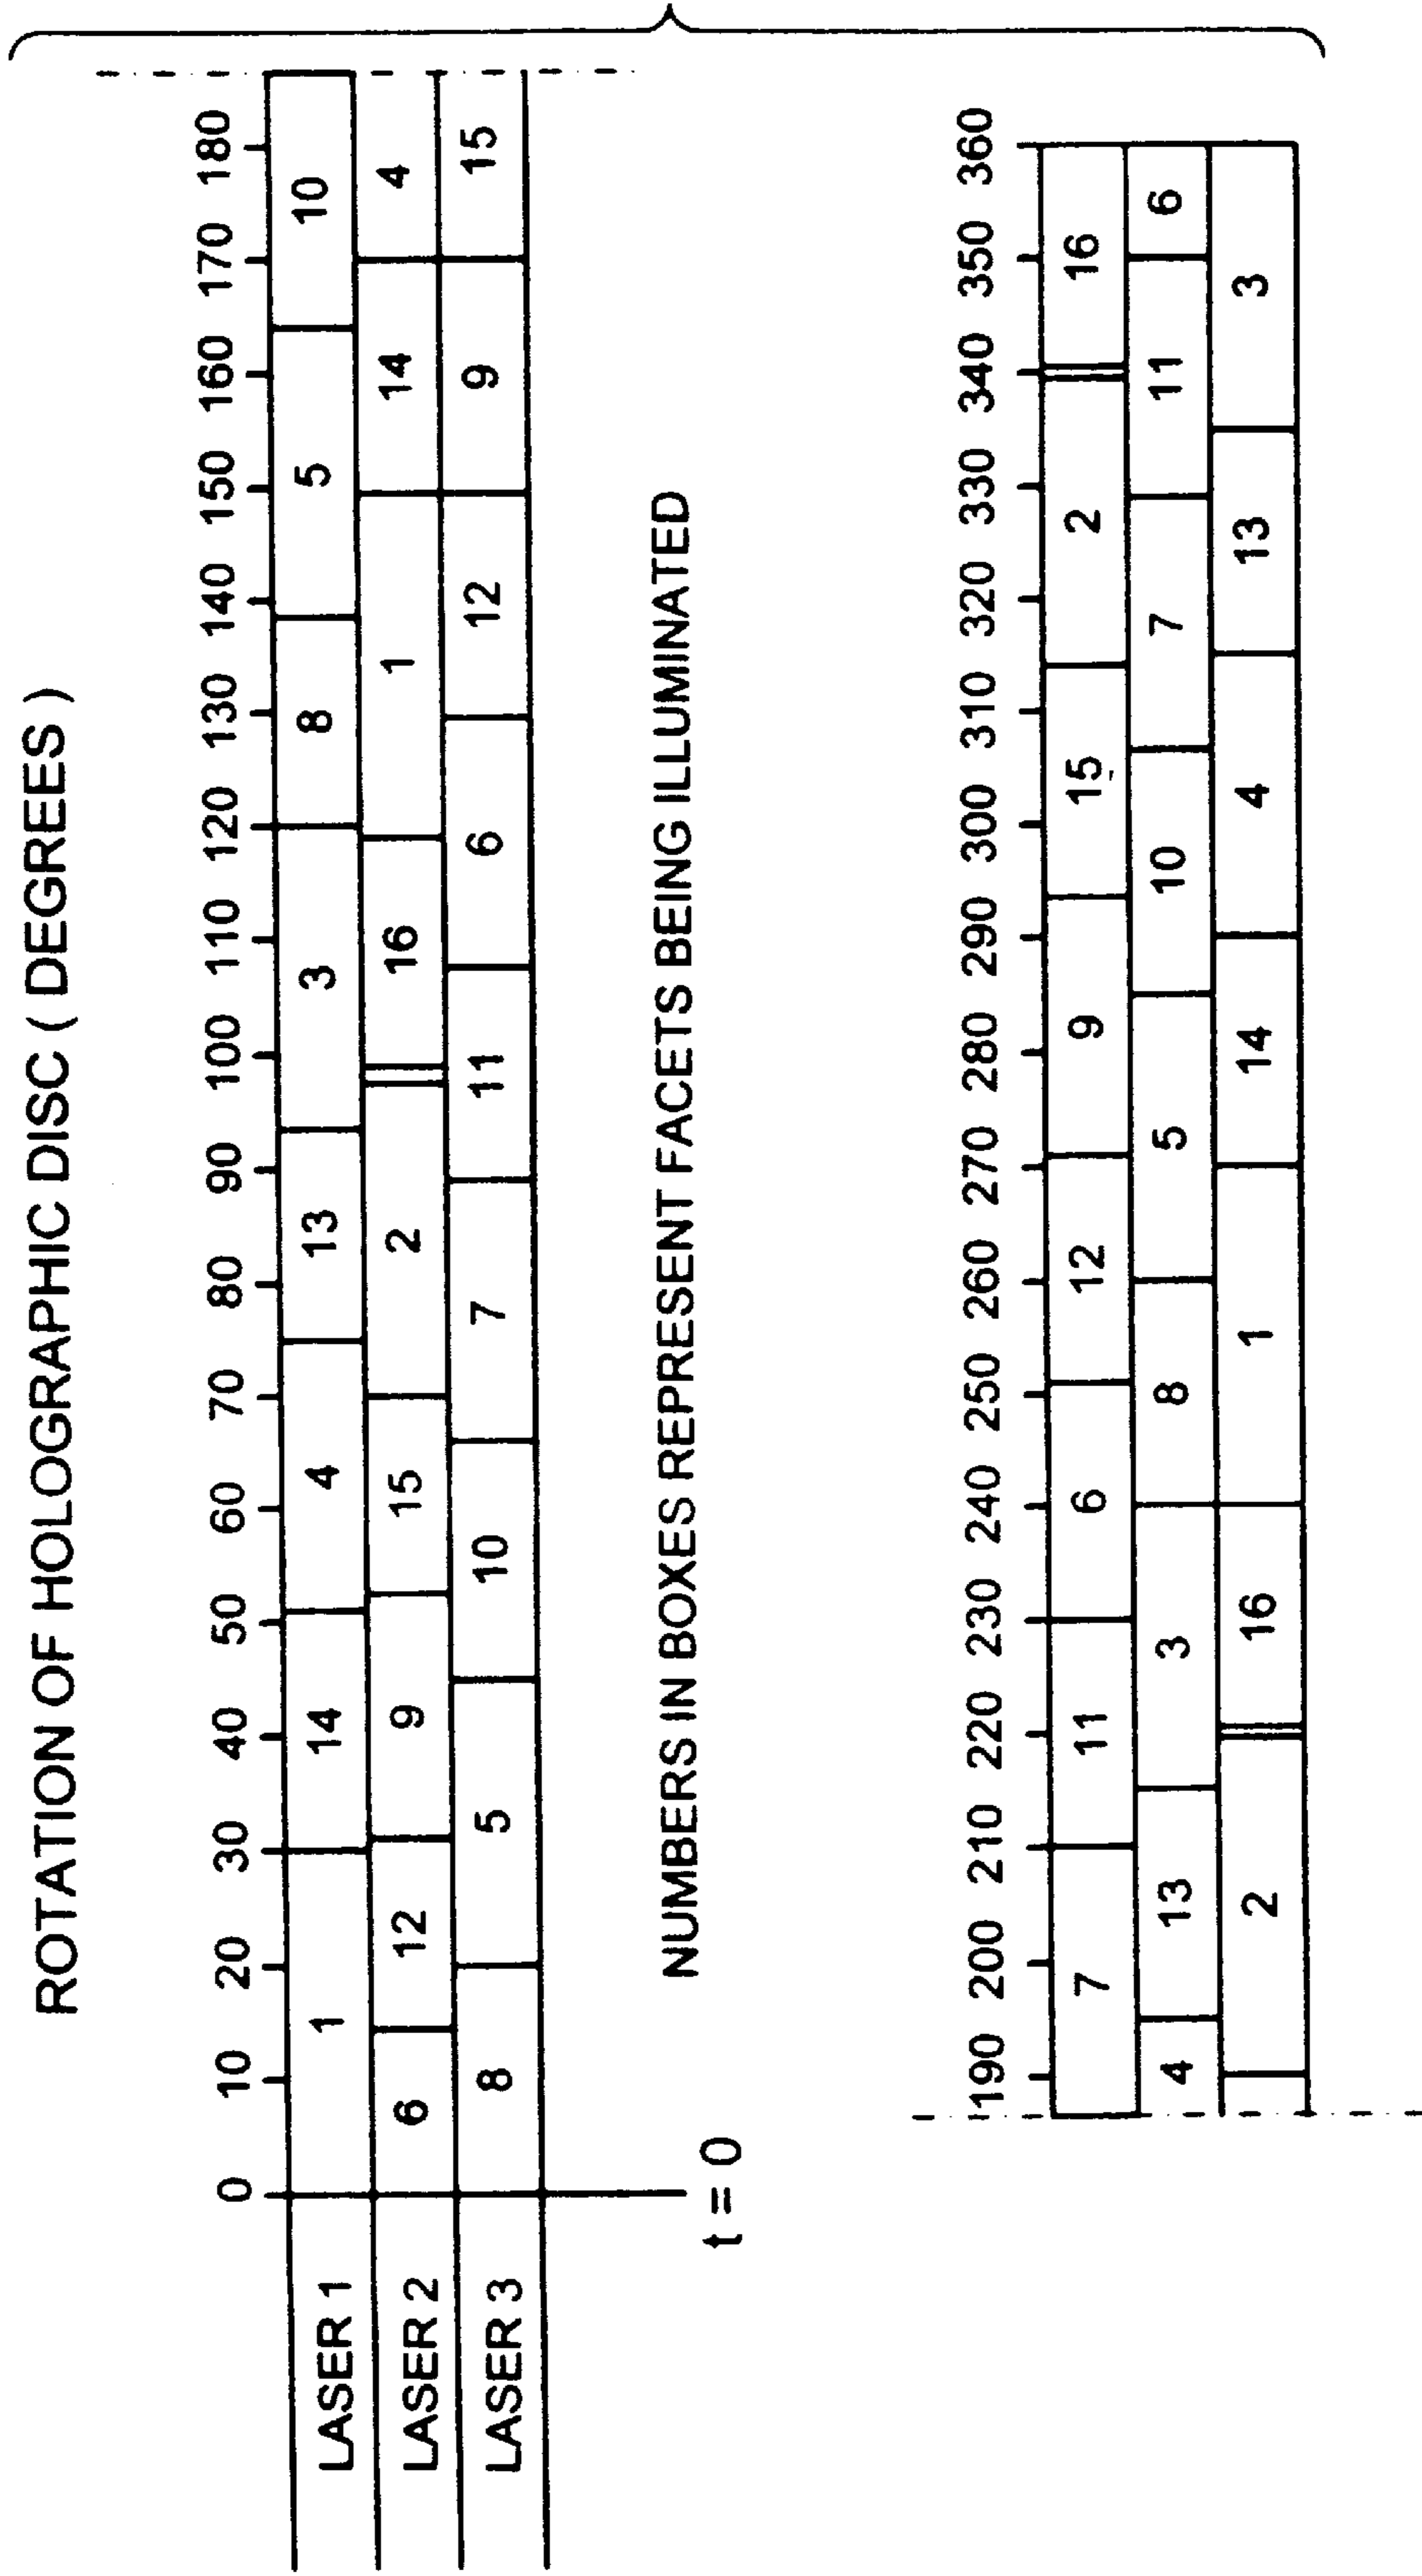 ROTATION OF HOLOGRAPHIC DISC ( DEGREES )
0 10 20 30 40 50 60 70 80 90 100 110 120 130 140 150 160 170 180
LASER 1 1 14 4 13 3 8 5 10
LASER 2 6 12 9 15 2 16 1 14 4
LASER 3 8 5 10 7 11 6 12 9 15
t = 0
NUMBERS IN BOXES REPRESENT FACETS BEING ILLUMINATED
190 200 210 220 230 240 250 260 270 280 290 300 310 320 330 340 350 360
7 11 6 12 9 15 2 16
4 13 3 8 5 10 7 11 6
2 16 1 14 4 13 3